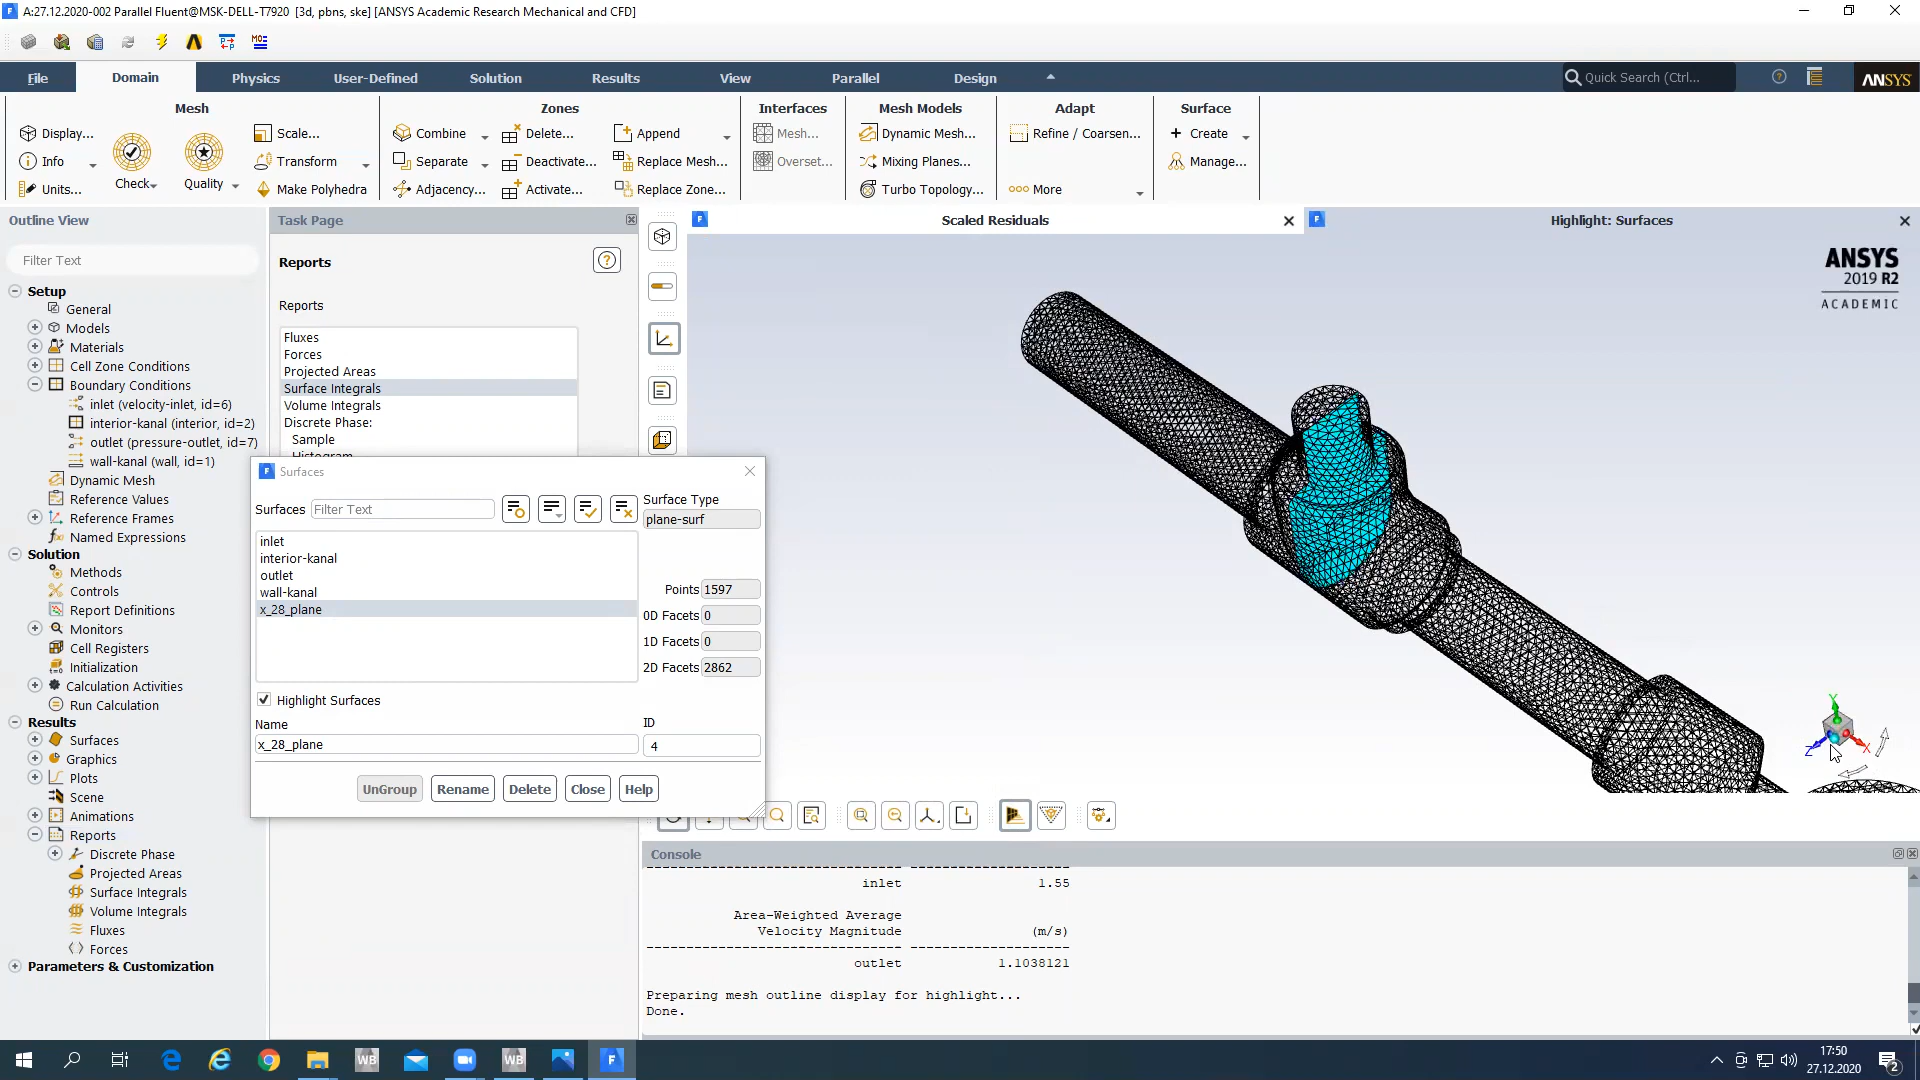 A:27.12.2020-002 Parallel Fluent@MSK-DELL-T7920 [3d, pbns, ske] [ANSYS Academic Research Mechanical and CFD]
File Domain Physics User-Defined Solution Results View Parallel Design Quick Search (Ctrl... ANSYS
Mesh Zones Interfaces Mesh Models Adapt Surface
Display... Scale... Combine Delete... Append Mesh... Dynamic Mesh... Refine / Coarsen... Create
Info Transform Separate Deactivate... Replace Mesh... Overset... Mixing Planes... Manage...
Check Quality
Units... Make Polyhedra Adjacency... Activate... Replace Zone... Turbo Topology... More
Outline View
Filter Text
Setup
General
Models
Materials
Cell Zone Conditions
Boundary Conditions
inlet (velocity-inlet, id=6)
interior-kanal (interior, id=2)
outlet (pressure-outlet, id=7)
wall-kanal (wall, id=1)
Dynamic Mesh
Reference Values
Reference Frames
Named Expressions
Solution
Methods
Controls
Report Definitions
Monitors
Cell Registers
Initialization
Calculation Activities
Run Calculation
Results
Surfaces
Graphics
Plots
Scene
Animations
Reports
Discrete Phase
Projected Areas
Surface Integrals
Volume Integrals
Fluxes
Forces
Parameters & Customization
Task Page
Reports
Reports
Fluxes
Forces
Projected Areas
Surface Integrals
Volume Integrals
Discrete Phase:
Sample
Histogram
Surfaces
Surfaces Filter Text
inlet
interior-kanal
outlet
wall-kanal
x_28_plane
Surface Type
plane-surf
Points 1597
0D Facets 0
1D Facets 0
2D Facets 2862
Highlight Surfaces
Name ID
x_28_plane 4
UnGroup Rename Delete Close Help
Scaled Residuals Highlight: Surfaces
ANSYS
2019 R2
ACADEMIC
Y
Z X
Console
inlet 1.55
Area-Weighted Average
Velocity Magnitude (m/s)
-------------------------------- --------------------
outlet 1.1038121
Preparing mesh outline display for highlight...
Done.
17:50
27.12.2020
2